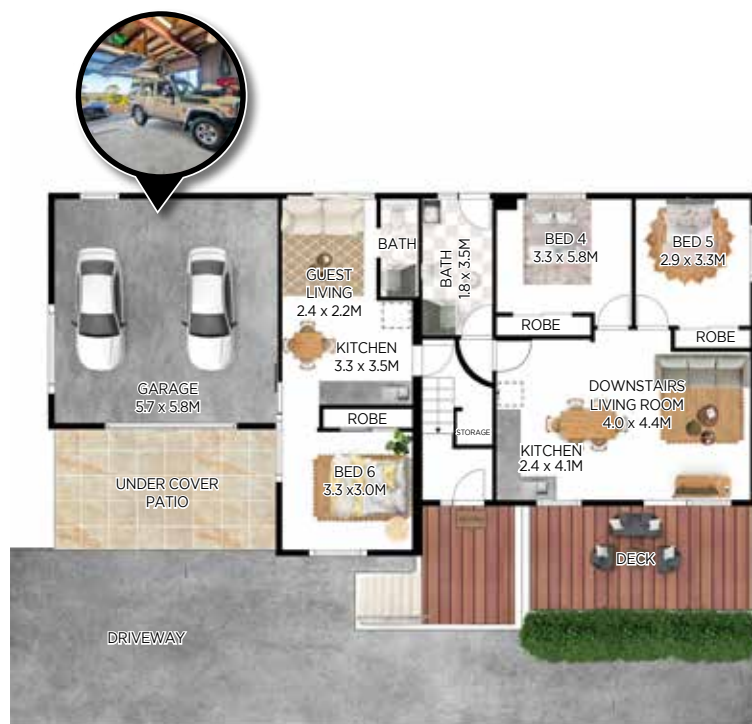 BATH
BATH
1.8 x 3.5M
BED 4
3.3 x 5.8M
BED 5
2.9 x 3.3M
GUEST
LIVING
2.4 x 2.2M
ROBE
ROBE
KITCHEN
3.3 x 3.5M
GARAGE
5.7 x 5.8M
DOWNSTAIRS
LIVING ROOM
4.0 x 4.4M
ROBE
STORAGE
KITCHEN
2.4 x 4.1M
BED 6
3.3 x3.0M
UNDER COVER
PATIO
DECK
DRIVEWAY